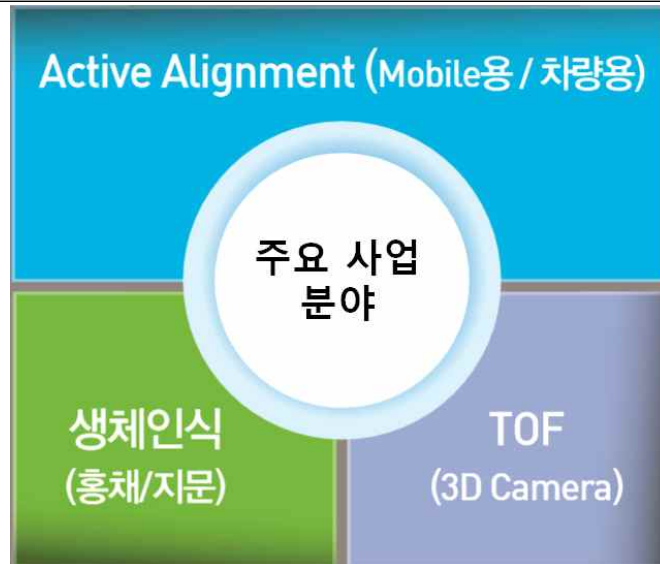 Active Alignment (Mobile용 / 차량용)
주요 사업
분야
생체인식
(홍채/지문)
TOF
(3D Camera)